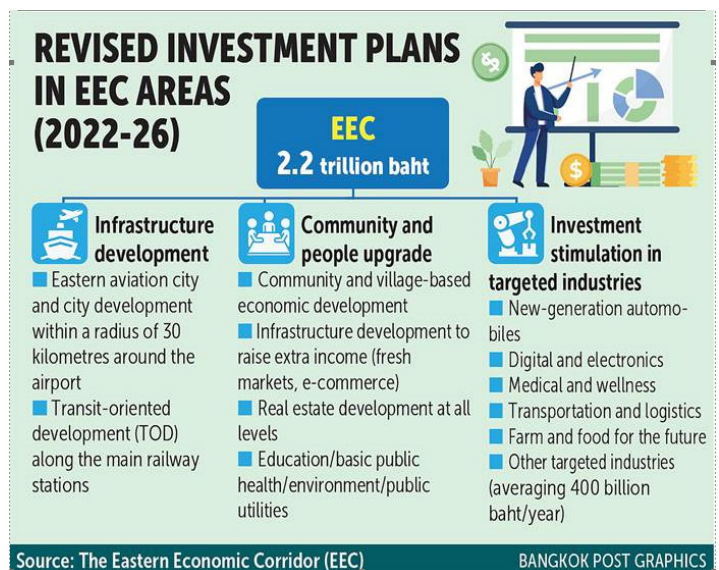 REVISED INVESTMENT PLANS
IN EEC AREAS
(2022-26)
EEC
2.2 trillion baht
Infrastructure
development
Eastern aviation city
and city development
within a radius of 30
kilometres around the
airport
Transit-oriented
development (TOD)
along the main railway
stations
Community and
people upgrade
Community and village-based
economic development
Infrastructure development to
raise extra income (fresh
markets, e-commerce)
Real estate development at all
levels
Education/basic public
health/environment/public
utilities
Investment
stimulation in
targeted industries
New-generation automo-
biles
Digital and electronics
Medical and wellness
Transportation and logistics
Farm and food for the future
Other targeted industries
(averaging 400 billion
baht/year)
Source: The Eastern Economic Corridor (EEC)
BANGKOK POST GRAPHICS